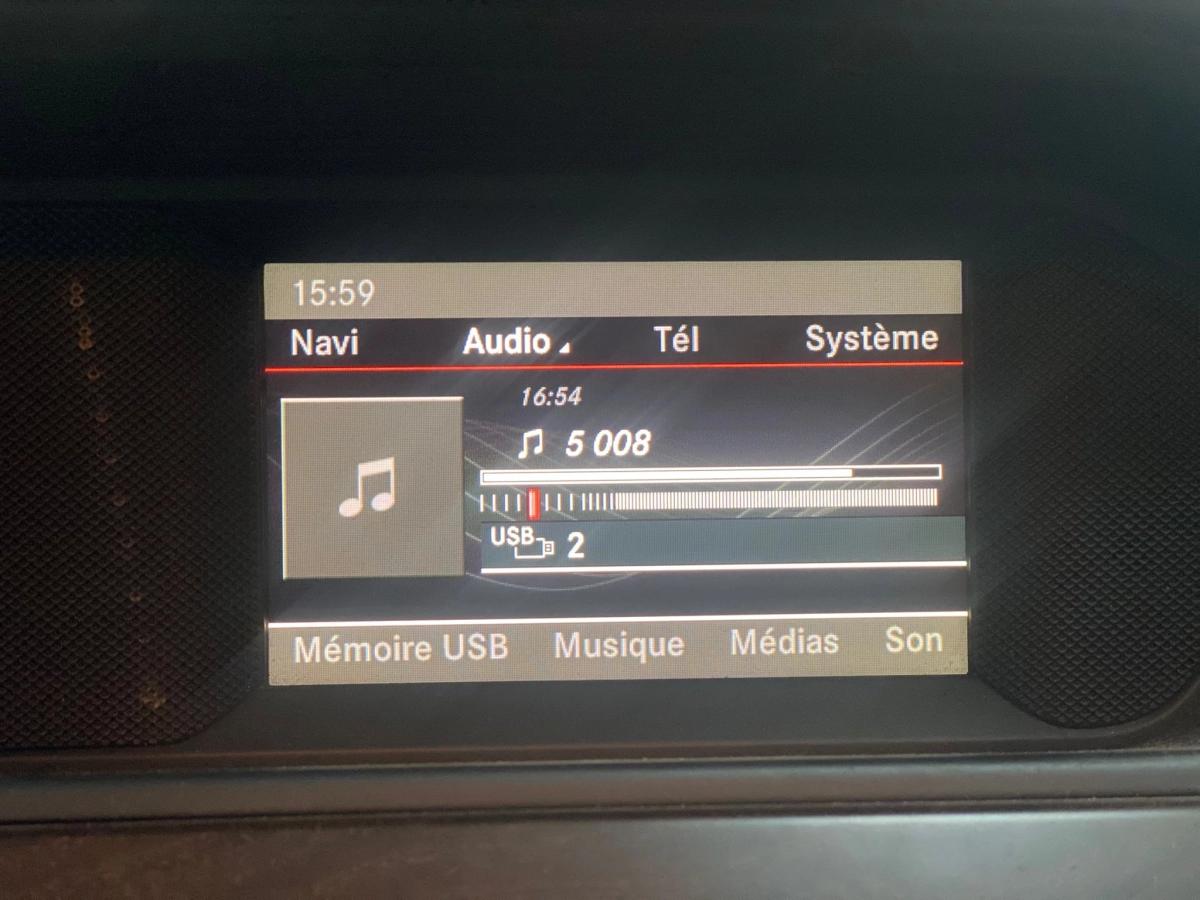 15:59
Navi Audio Tél Système
16:54
5 008
USB 2
Mémoire USB Musique Médias Son